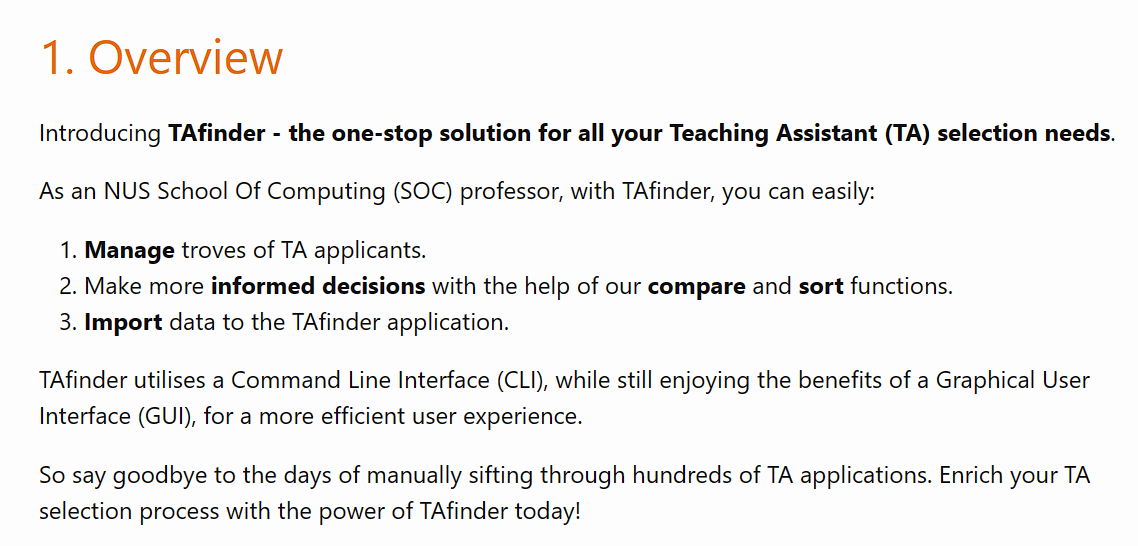 1. Overview
Introducing TAfinder - the one-stop solution for all your Teaching Assistant (TA) selection needs.
As an NUS School Of Computing (SOC) professor, with TAfinder, you can easily:
1. Manage troves of TA applicants.
2. Make more informed decisions with the help of our compare and sort functions.
3. Import data to the TAfinder application.
TAfinder utilises a Command Line Interface (CLI), while still enjoying the benefits of a Graphical User
Interface (GUI), for a more efficient user experience.
So say goodbye to the days of manually sifting through hundreds of TA applications. Enrich your TA
selection process with the power of TAfinder today!